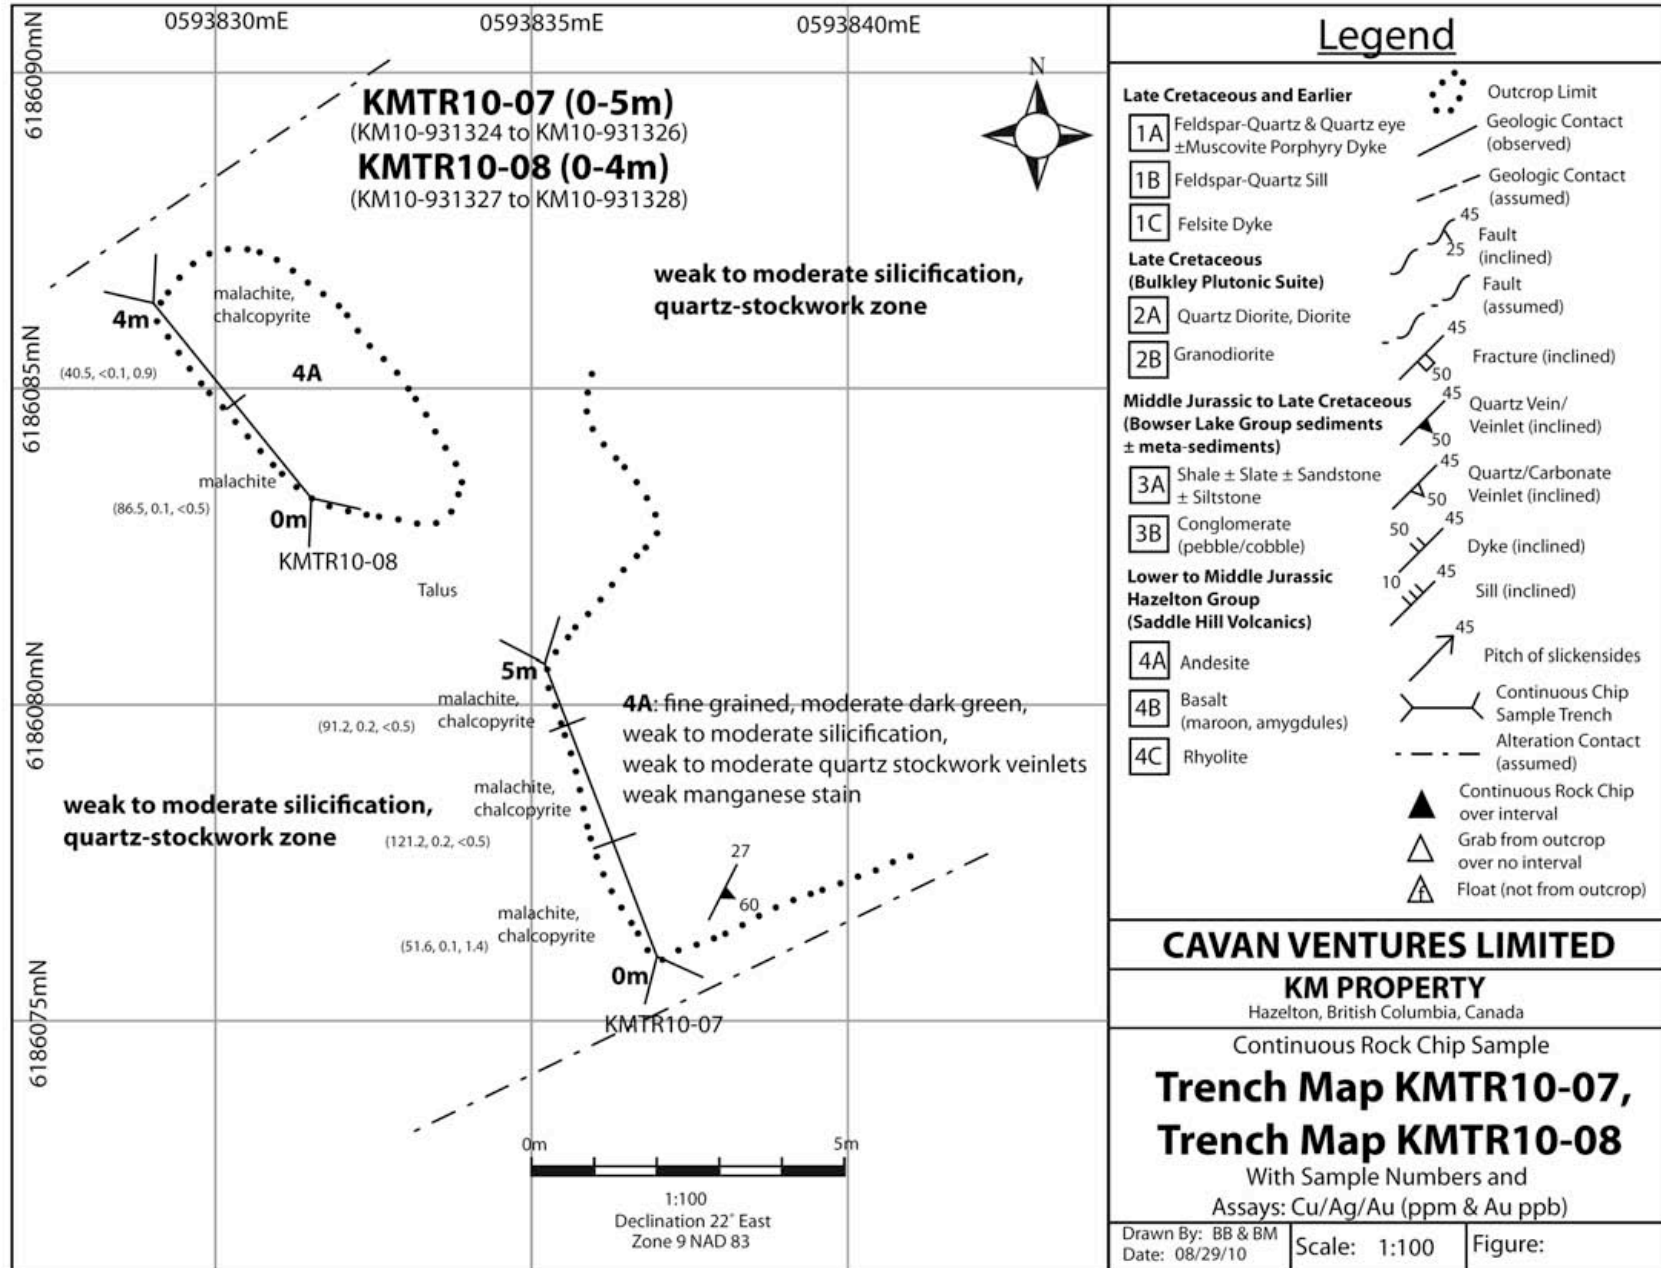 0593830mE
0593835mE
0593840mE
6186090mN
6186085mN
6186080mN
6186075mN
N
KMTR10-07 (0-5m)
(KM10-931324 to KM10-931326)
KMTR10-08 (0-4m)
(KM10-931327 to KM10-931328)
weak to moderate silicification,
quartz-stockwork zone
malachite,
chalcopyrite
4m
(40.5, <0.1, 0.9)
4A
malachite
(86.5, 0.1, <0.5)
0m
KMTR10-08
Talus
5m
malachite,
chalcopyrite
(91.2, 0.2, <0.5)
4A: fine grained, moderate dark green,
weak to moderate silicification,
weak to moderate quartz stockwork veinlets
weak manganese stain
malachite,
chalcopyrite
weak to moderate silicification,
quartz-stockwork zone
(121.2, 0.2, <0.5)
27
60
malachite,
chalcopyrite
(51.6, 0.1, 1.4)
0m
KMTR10-07
0m
5m
1:100
Declination 22° East
Zone 9 NAD 83
Legend
Late Cretaceous and Earlier
1A Feldspar-Quartz & Quartz eye
±Muscovite Porphyry Dyke
1B Feldspar-Quartz Sill
1C Felsite Dyke
Late Cretaceous
(Bulkley Plutonic Suite)
2A Quartz Diorite, Diorite
2B Granodiorite
Middle Jurassic to Late Cretaceous
(Bowser Lake Group sediments
± meta-sediments)
3A Shale ± Slate ± Sandstone
± Siltstone
3B Conglomerate
(pebble/cobble)
Lower to Middle Jurassic
Hazelton Group
(Saddle Hill Volcanics)
4A Andesite
4B Basalt
(maroon, amygdules)
4C Rhyolite
Outcrop Limit
Geologic Contact
(observed)
Geologic Contact
(assumed)
45
25
Fault
(inclined)
Fault
(assumed)
45
50
Fracture (inclined)
45
50
Quartz Vein/
Veinlet (inclined)
45
50
Quartz/Carbonate
Veinlet (inclined)
50
45
Dyke (inclined)
10
45
Sill (inclined)
45
Pitch of slickensides
Continuous Chip
Sample Trench
Alteration Contact
(assumed)
Continuous Rock Chip
over interval
Grab from outcrop
over no interval
f Float (not from outcrop)
CAVAN VENTURES LIMITED
KM PROPERTY
Hazelton, British Columbia, Canada
Continuous Rock Chip Sample
Trench Map KMTR10-07,
Trench Map KMTR10-08
With Sample Numbers and
Assays: Cu/Ag/Au (ppm & Au ppb)
Drawn By: BB & BM
Date: 08/29/10
Scale: 1:100
Figure: